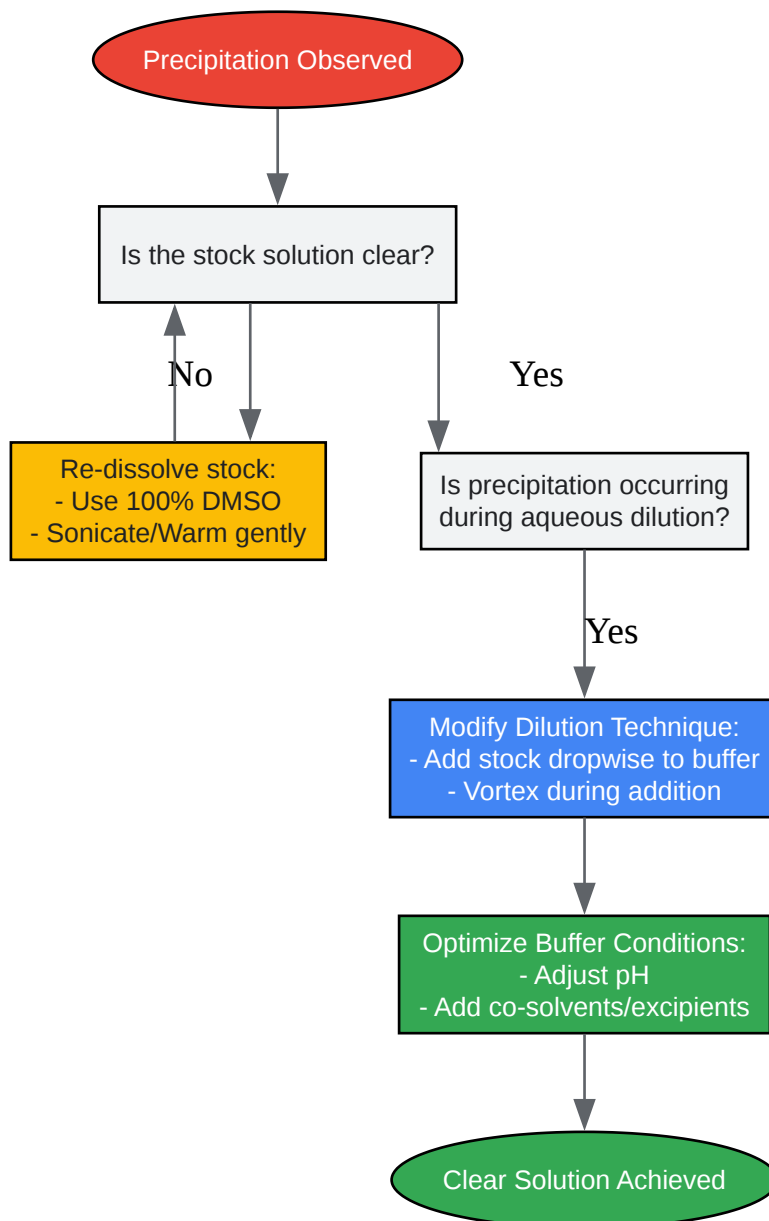 Precipitation Observed
Is the stock solution clear?
No
Yes
Re-dissolve stock:
- Use 100% DMSO
- Sonicate/Warm gently
Is precipitation occurring
during aqueous dilution?
Yes
Modify Dilution Technique:
- Add stock dropwise to buffer
- Vortex during addition
Optimize Buffer Conditions:
- Adjust pH
- Add co-solvents/excipients
Clear Solution Achieved